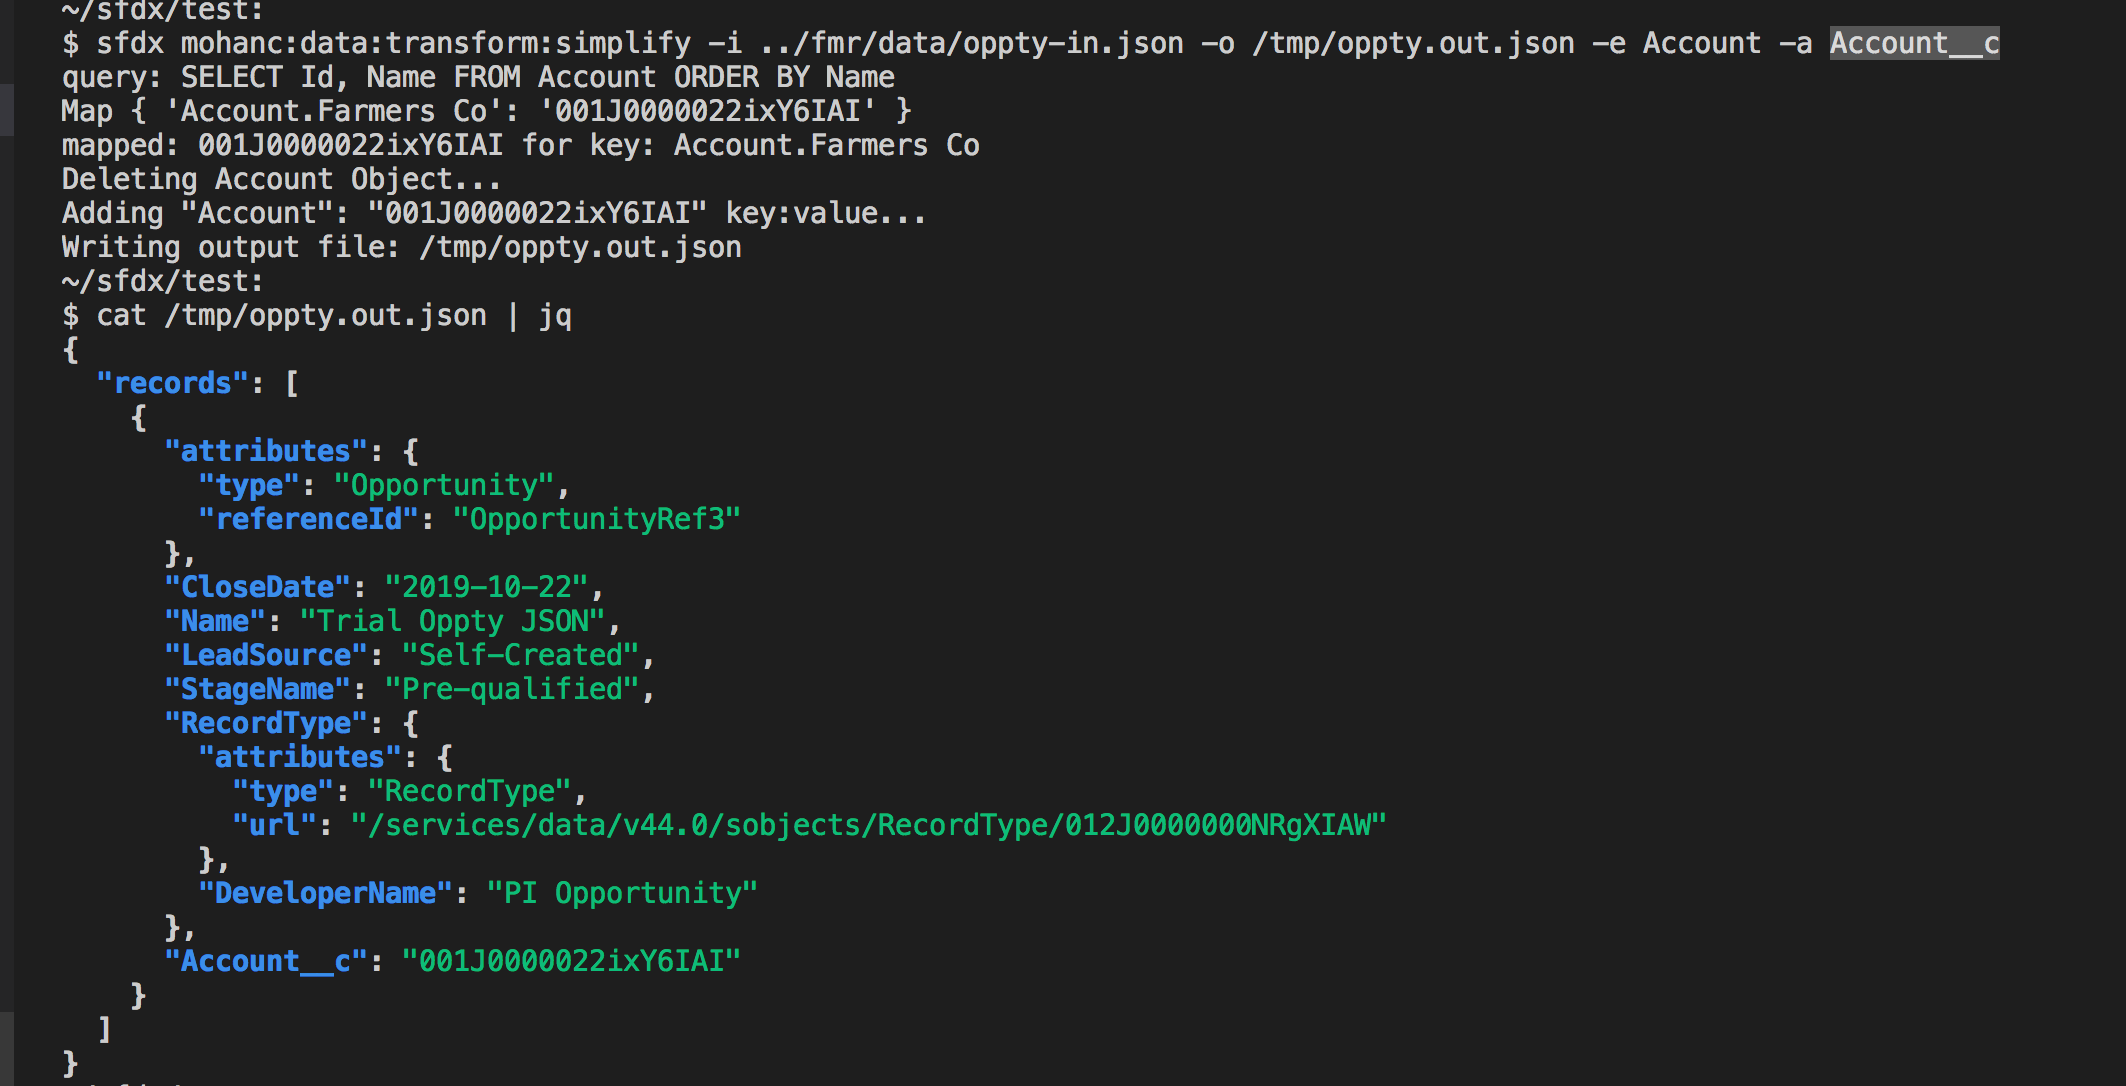 ~/sfdx/test:
$ sfdx mohanc:data:transform:simplify -i ../fmr/data/oppty-in.json -o /tmp/oppty.out.json -e Account -a Account__c
query: SELECT Id, Name FROM Account ORDER BY Name
Map { 'Account.Farmers Co': '001J0000022ixY6IAI' }
mapped: 001J0000022ixY6IAI for key: Account.Farmers Co
Deleting Account Object...
Adding "Account": "001J0000022ixY6IAI" key:value...
Writing output file: /tmp/oppty.out.json
~/sfdx/test:
$ cat /tmp/oppty.out.json | jq
{
  "records": [
    {
      "attributes": {
        "type": "Opportunity",
        "referenceId": "OpportunityRef3"
      },
      "CloseDate": "2019-10-22",
      "Name": "Trial Oppty JSON",
      "LeadSource": "Self-Created",
      "StageName": "Pre-qualified",
      "RecordType": {
        "attributes": {
          "type": "RecordType",
          "url": "/services/data/v44.0/sobjects/RecordType/012J0000000NRgXIAW"
        },
        "DeveloperName": "PI Opportunity"
      },
      "Account__c": "001J0000022ixY6IAI"
    }
  ]
}